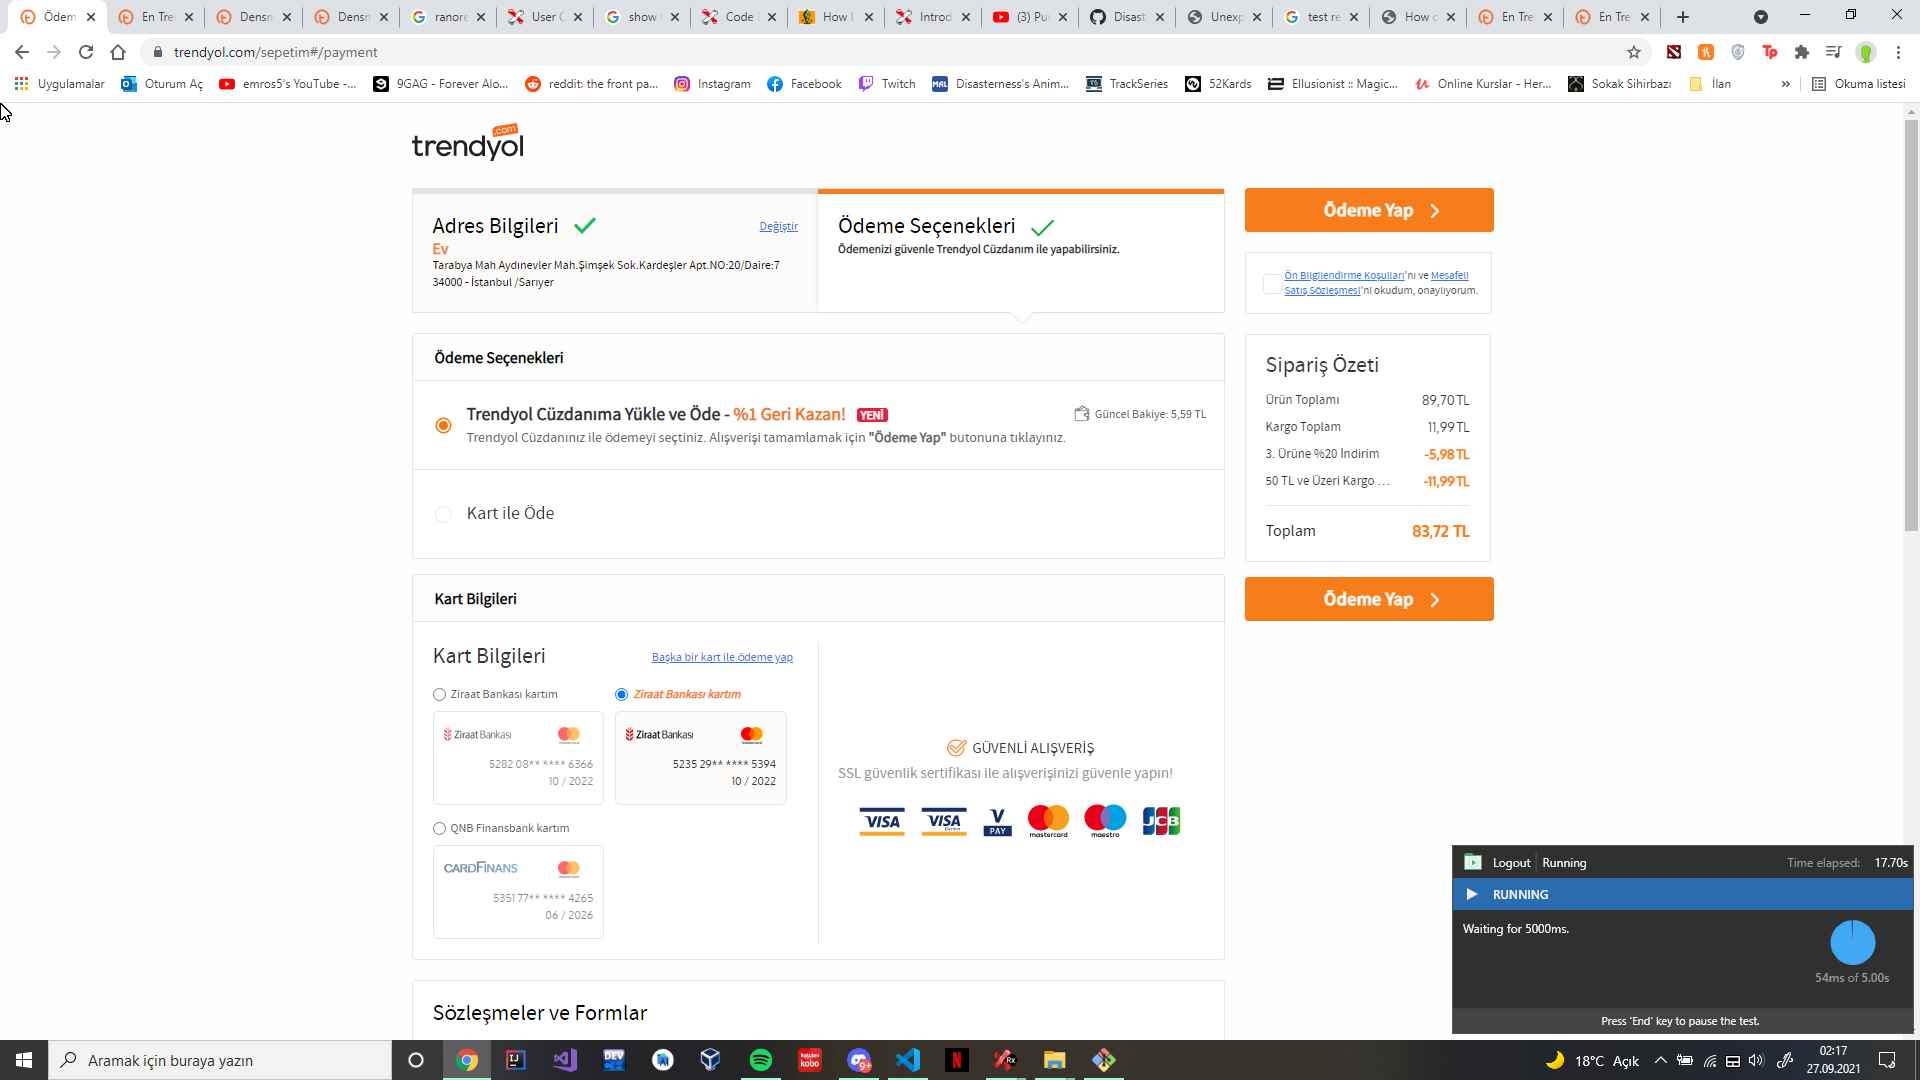 Ödem
En Tre
Densn
Densn
ranore
User C
show
Code
How
Introd
(3) Pu
Disast
Unexp
test re
How c
En Tre
En Tre
trendyol.com/sepetim#/payment
Uygulamalar
Oturum Aç
emros5's YouTube -...
9GAG - Forever Alo...
reddit: the front pa...
Instagram
Facebook
Twitch
Disasterness's Anim...
TrackSeries
52Kards
Ellusionist :: Magic...
Online Kurslar - Her...
Sokak Sihirbazı
İlan
»
Okuma listesi
trendyol
.com
Adres Bilgileri
Değiştir
Ev
Tarabya Mah Aydınevler Mah.Şimşek Sok.Kardeşler Apt.NO:20/Daire:7
34000 - İstanbul /Sarıyer
Ödeme Seçenekleri
Ödemenizi güvenle Trendyol Cüzdanım ile yapabilirsiniz.
Ödeme Yap
Ön Bilgilendirme Koşulları'nı ve Mesafeli
Satış Sözleşmesi'ni okudum, onaylıyorum.
Ödeme Seçenekleri
Trendyol Cüzdanıma Yükle ve Öde - %1 Geri Kazan! YENİ
Güncel Bakiye: 5,59 TL
Trendyol Cüzdanınız ile ödemeyi seçtiniz. Alışverişi tamamlamak için "Ödeme Yap" butonuna tıklayınız.
Kart ile Öde
Sipariş Özeti
Ürün Toplamı 89,70 TL
Kargo Toplam 11,99 TL
3. Ürüne %20 İndirim -5,98 TL
50 TL ve Üzeri Kargo ... -11,99 TL
Toplam 83,72 TL
Ödeme Yap
Kart Bilgileri
Kart Bilgileri
Başka bir kart ile ödeme yap
Ziraat Bankası kartım
Ziraat Bankası
mastercard
5282 08** **** 6366
10 / 2022
Ziraat Bankası kartım
Ziraat Bankası
mastercard
5235 29** **** 5394
10 / 2022
QNB Finansbank kartım
CARDFINANS
mastercard
5351 77** **** 4265
06 / 2026
GÜVENLİ ALIŞVERİŞ
SSL güvenlik sertifikası ile alışverişinizi güvenle yapın!
VISA
VISA
Electron
V
PAY
mastercard
maestro
JCB
Sözleşmeler ve Formlar
Logout Running
Time elapsed: 17.70s
RUNNING
Waiting for 5000ms.
54ms of 5.00s
Press 'End' key to pause the test.
Aramak için buraya yazın
18°C Açık
02:17
27.09.2021